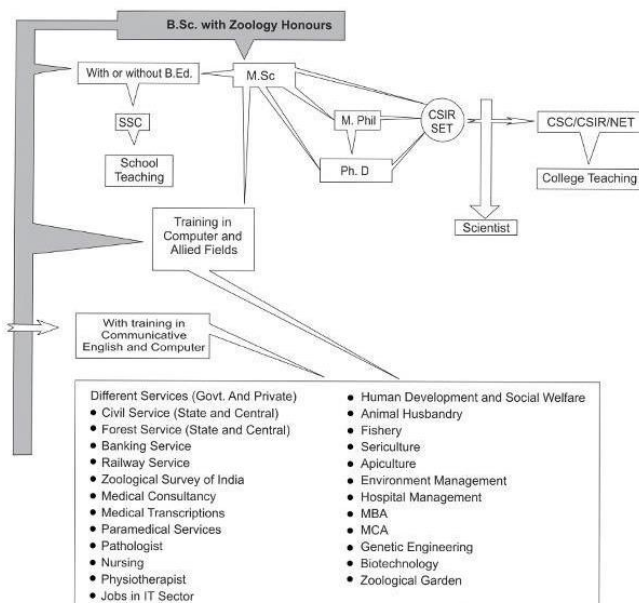 B.Sc. with Zoology Honours
With or without B.Ed.
M.Sc
CSIR
SET
CSC/CSIR/NET
M. Phil
SSC
School
Teaching
Ph. D
College Teaching
Scientist
Training in
Computer and
Allied Fields
With training in
Communicative
English and Computer
Different Services (Govt. And Private)
• Civil Service (State and Central)
• Forest Service (State and Central)
• Banking Service
• Railway Service
• Zoological Survey of India
• Medical Consultancy
• Medical Transcriptions
• Paramedical Services
• Pathologist
• Nursing
• Physiotherapist
• Jobs in IT Sector
• Human Development and Social Welfare
• Animal Husbandry
• Fishery
• Sericulture
• Apiculture
• Environment Management
• Hospital Management
• MBA
• MCA
• Genetic Engineering
• Biotechnology
• Zoological Garden